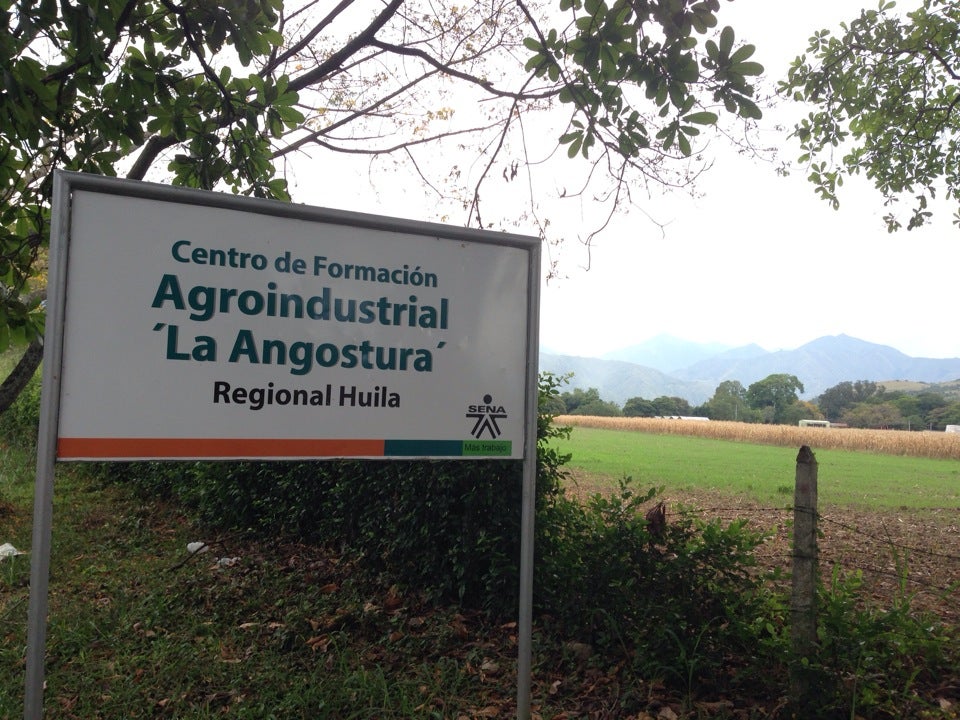 Centro de Formación
Agroindustrial
´La Angostura´
Regional Huila
SENA
Más trabajo